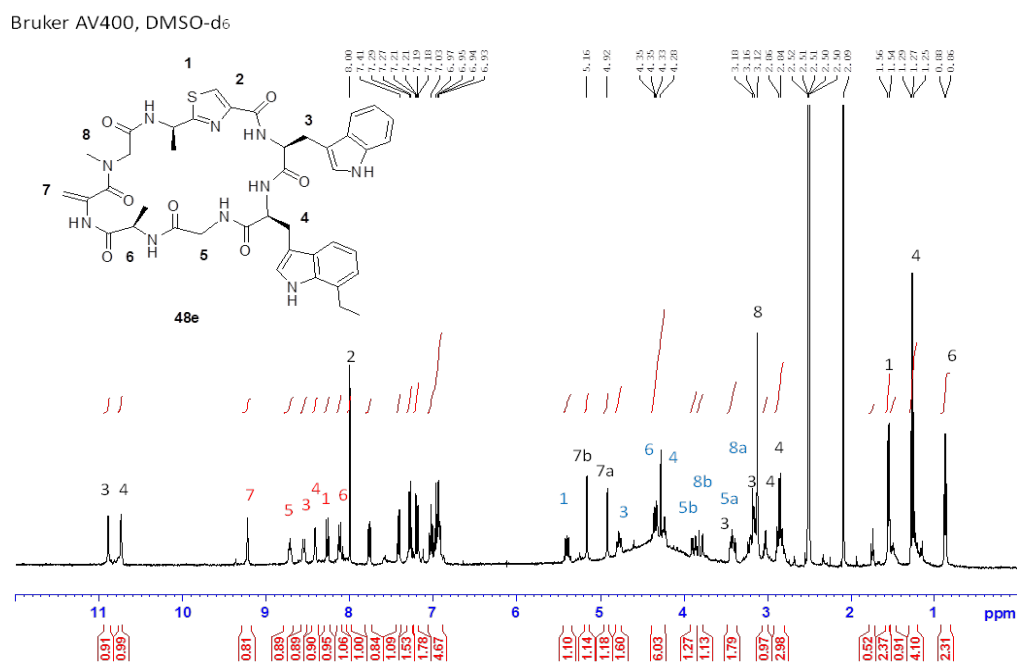 Bruker AV400, DMSO-d6
8.00 7.41 7.29 7.27 7.21 7.21 7.19 7.18 7.03 6.97 6.95 6.94 6.93 5.16 4.92 4.35 4.35 4.33 4.28 3.18 3.16 3.12 2.86 2.84 2.52 2.51 2.51 2.50 2.50 2.09 1.56 1.54 1.29 1.27 1.25 0.88 0.86
1
2
S
O
N
H
N
3
8
O
HN
N
O
NH
O
HN
7
N
O
NH
O
H
N
4
O
N
H
O
6
5
N
H
48e
3
4
7
5
3
4
1
6
2
1
7b
7a
3
6
4
5b
8b
8a
5a
3
3
8
4
4
1
4
6
11 10 9 8 7 6 5 4 3 2 1 ppm
0.91 0.99 0.81 0.89 0.89 0.90 0.95 1.06 1.00 0.84 1.09 1.53 1.78 4.67 1.10 1.14 1.18 1.60 6.03 1.27 1.13 1.79 0.97 2.98 0.52 2.37 0.91 4.10 2.31